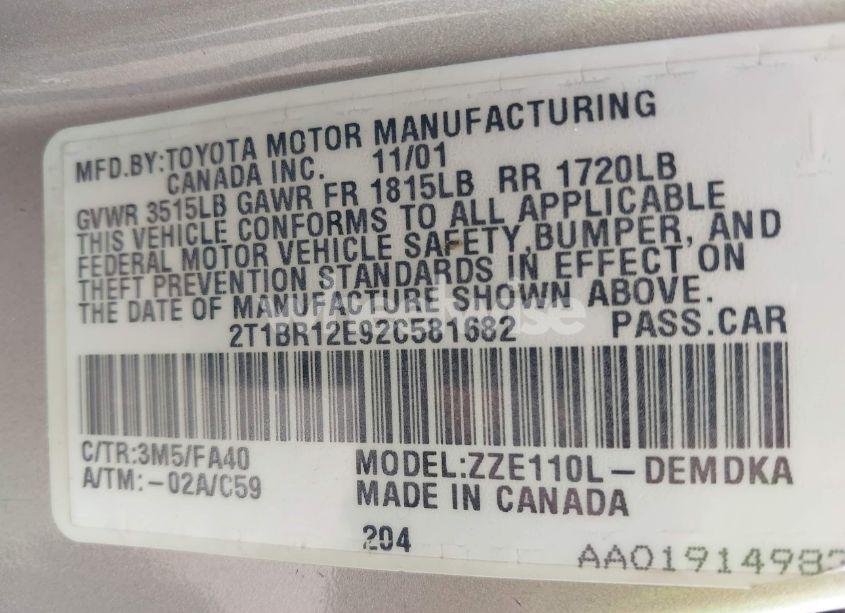 MFD.BY:TOYOTA MOTOR MANUFACTURING
CANADA INC. 11/01
GVWR 3515LB GAWR FR 1815LB RR 1720LB
THIS VEHICLE CONFORMS TO ALL APPLICABLE
FEDERAL MOTOR VEHICLE SAFETY,BUMPER, AND
THEFT PREVENTION STANDARDS IN EFFECT ON
THE DATE OF MANUFACTURE SHOWN ABOVE.
2T1BR12E92C581682 PASS.CAR
C/TR:3M5/FA40 MODEL:ZZE110L-DEMDKA
A/TM:-02A/C59 MADE IN CANADA
204